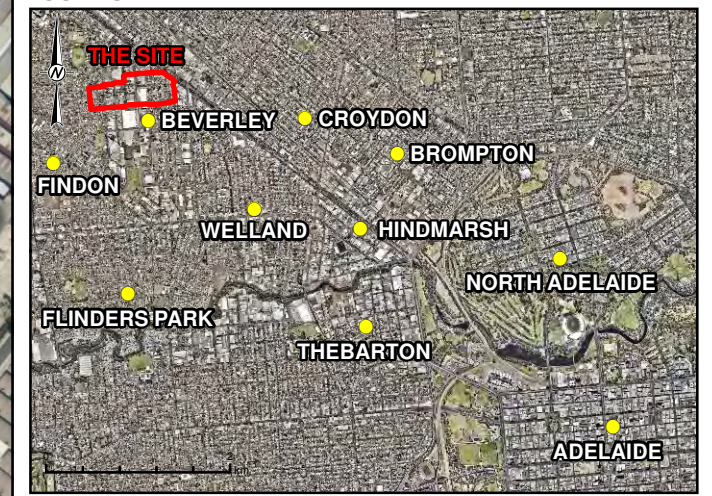 N
THE SITE
BEVERLEY
CROYDON
BROMPTON
FINDON
WELLAND
HINDMARSH
NORTH ADELAIDE
FLINDERS PARK
THEBARTON
ADELAIDE